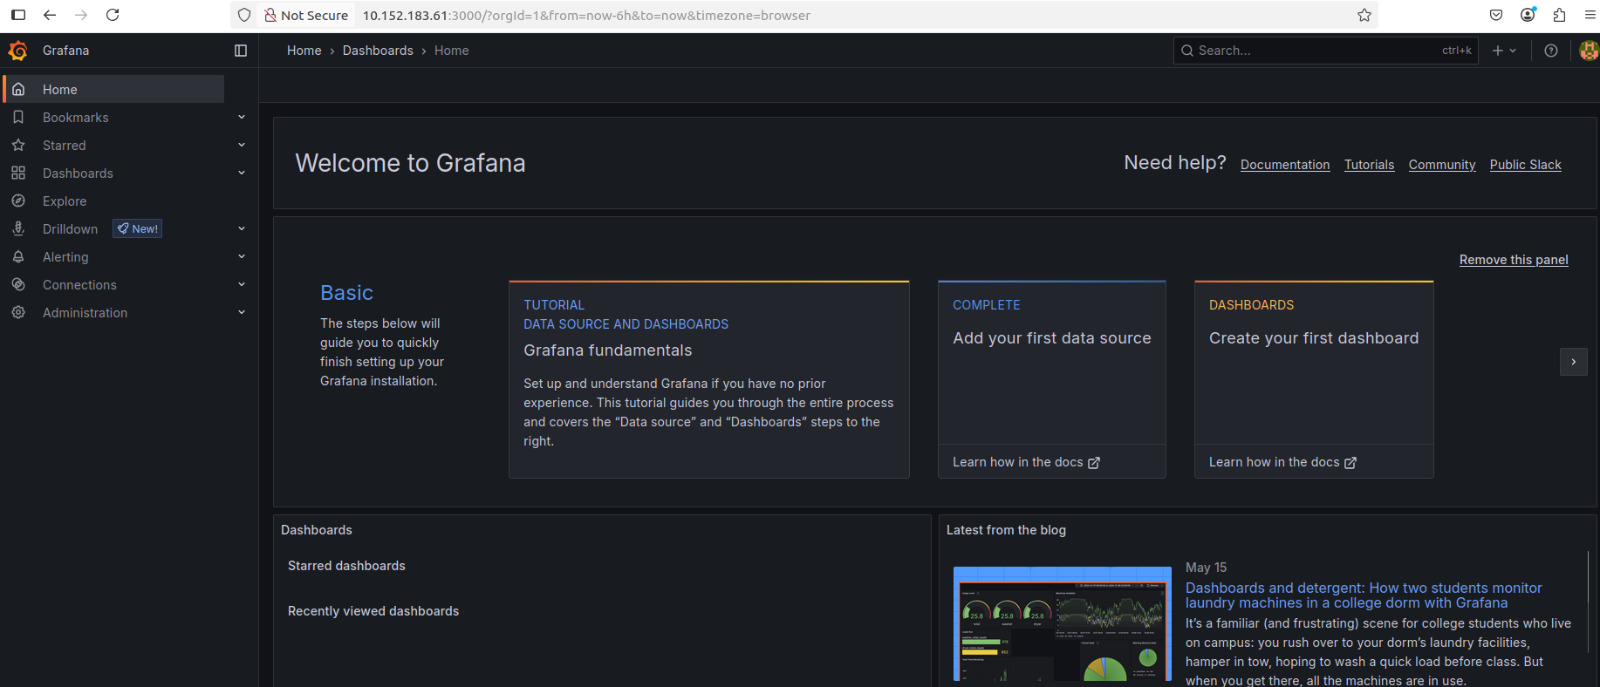 Not Secure 10.152.183.61:3000/?orgId=1&from=now-6h&to=now&timezone=browser
Grafana
Home › Dashboards › Home
Search... ctrl+k
Home
Bookmarks
Starred
Dashboards
Explore
Drilldown New!
Alerting
Connections
Administration
Welcome to Grafana
Need help? Documentation Tutorials Community Public Slack
Remove this panel
Basic
The steps below will
guide you to quickly
finish setting up your
Grafana installation.
TUTORIAL
DATA SOURCE AND DASHBOARDS
Grafana fundamentals
Set up and understand Grafana if you have no prior
experience. This tutorial guides you through the entire process
and covers the “Data source” and “Dashboards” steps to the
right.
COMPLETE
Add your first data source
Learn how in the docs
DASHBOARDS
Create your first dashboard
Learn how in the docs
Dashboards
Starred dashboards
Recently viewed dashboards
Latest from the blog
25.8 25.8 25.8
May 15
Dashboards and detergent: How two students monitor
laundry machines in a college dorm with Grafana
It’s a familiar (and frustrating) scene for college students who live
on campus: you rush over to your dorm’s laundry facilities,
hamper in tow, hoping to wash a quick load before class. But
when you get there, all the machines are in use.